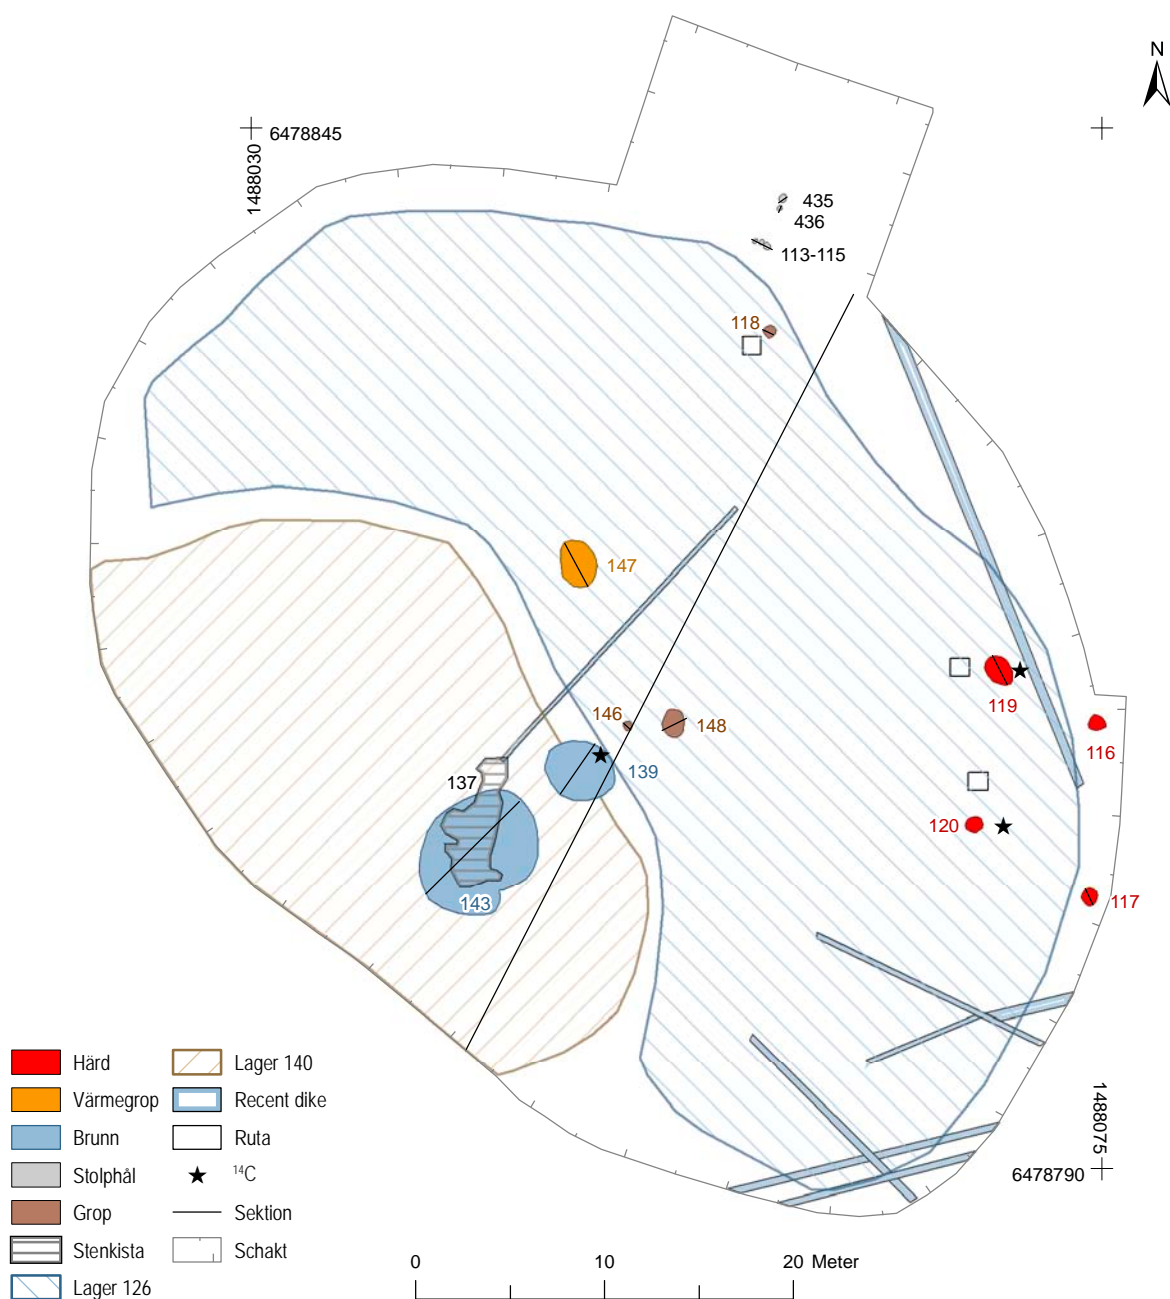 N
6478845
1488030
435
436
113-115
118
147
119
116
146
148
139
137
120
143
117
1488075
6478790
Härd
Värmegrop
Brunn
Stolphål
Grop
Stenkista
Lager 126
Lager 140
Recent dike
Ruta
14C
Sektion
Schakt
0 10 20 Meter